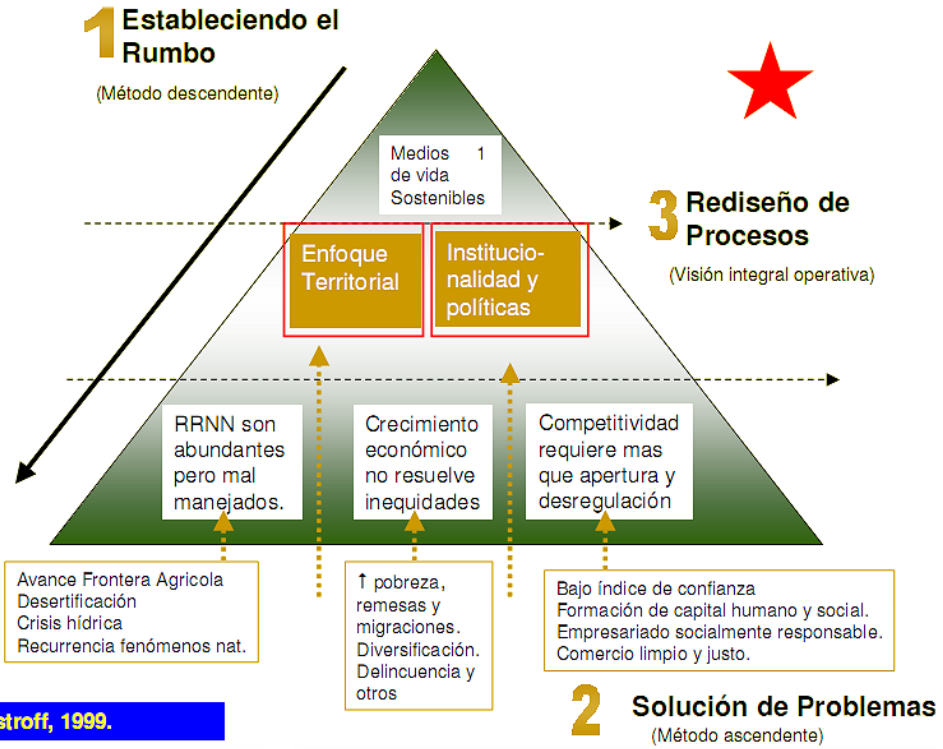 1 Estableciendo el
Rumbo
(Método descendente)
Medios 1
de vida
Sostenibles
3 Rediseño de
Procesos
(Visión integral operativa)
Enfoque
Territorial
Institucio-
nalidad y
políticas
RRNN son
abundantes
pero mal
manejados.
Crecimiento
económico
no resuelve
inequidades
Competitividad
requiere mas
que apertura y
desregulación
Avance Frontera Agricola
Desertificación
Crisis hídrica
Recurrencia fenómenos nat.
↑ pobreza,
remesas y
migraciones.
Diversificación.
Delincuencia y
otros
Bajo índice de confianza
Formación de capital humano y social.
Empresariado socialmente responsable.
Comercio limpio y justo.
2 Solución de Problemas
(Método ascendente)
stroff, 1999.